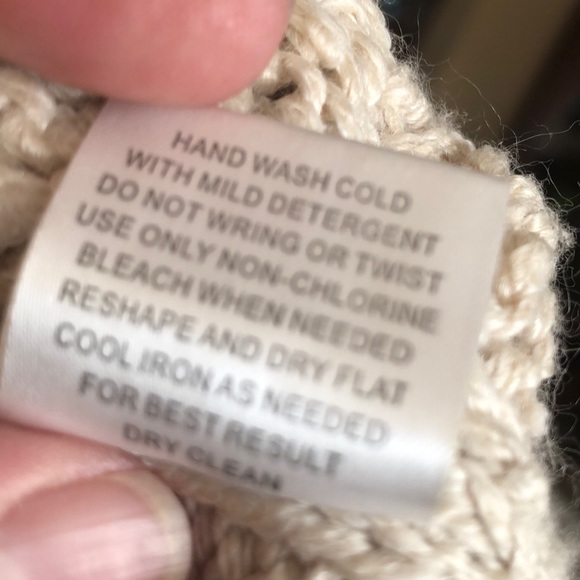 HAND WASH COLD
WITH MILD DETERGENT
DO NOT WRING OR TWIST
USE ONLY NON-CHLORINE
BLEACH WHEN NEEDED
RESHAPE AND DRY FLAT
COOL IRON AS NEEDED
FOR BEST RESULT
DRY CLEAN